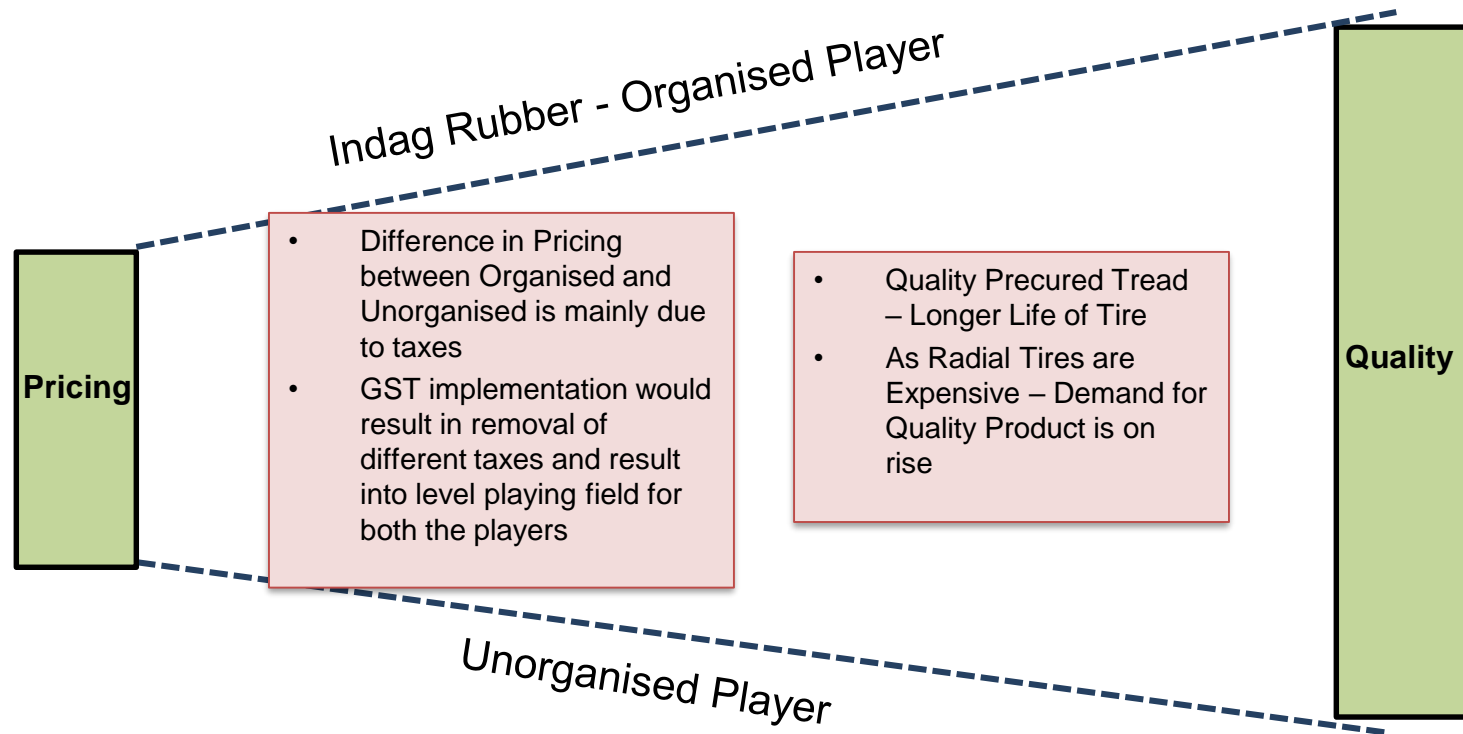 Indag Rubber - Organised Player
Pricing
• Difference in Pricing
between Organised and
Unorganised is mainly due
to taxes
• GST implementation would
result in removal of
different taxes and result
into level playing field for
both the players
• Quality Precured Tread
– Longer Life of Tire
• As Radial Tires are
Expensive – Demand for
Quality Product is on
rise
Quality
Unorganised Player